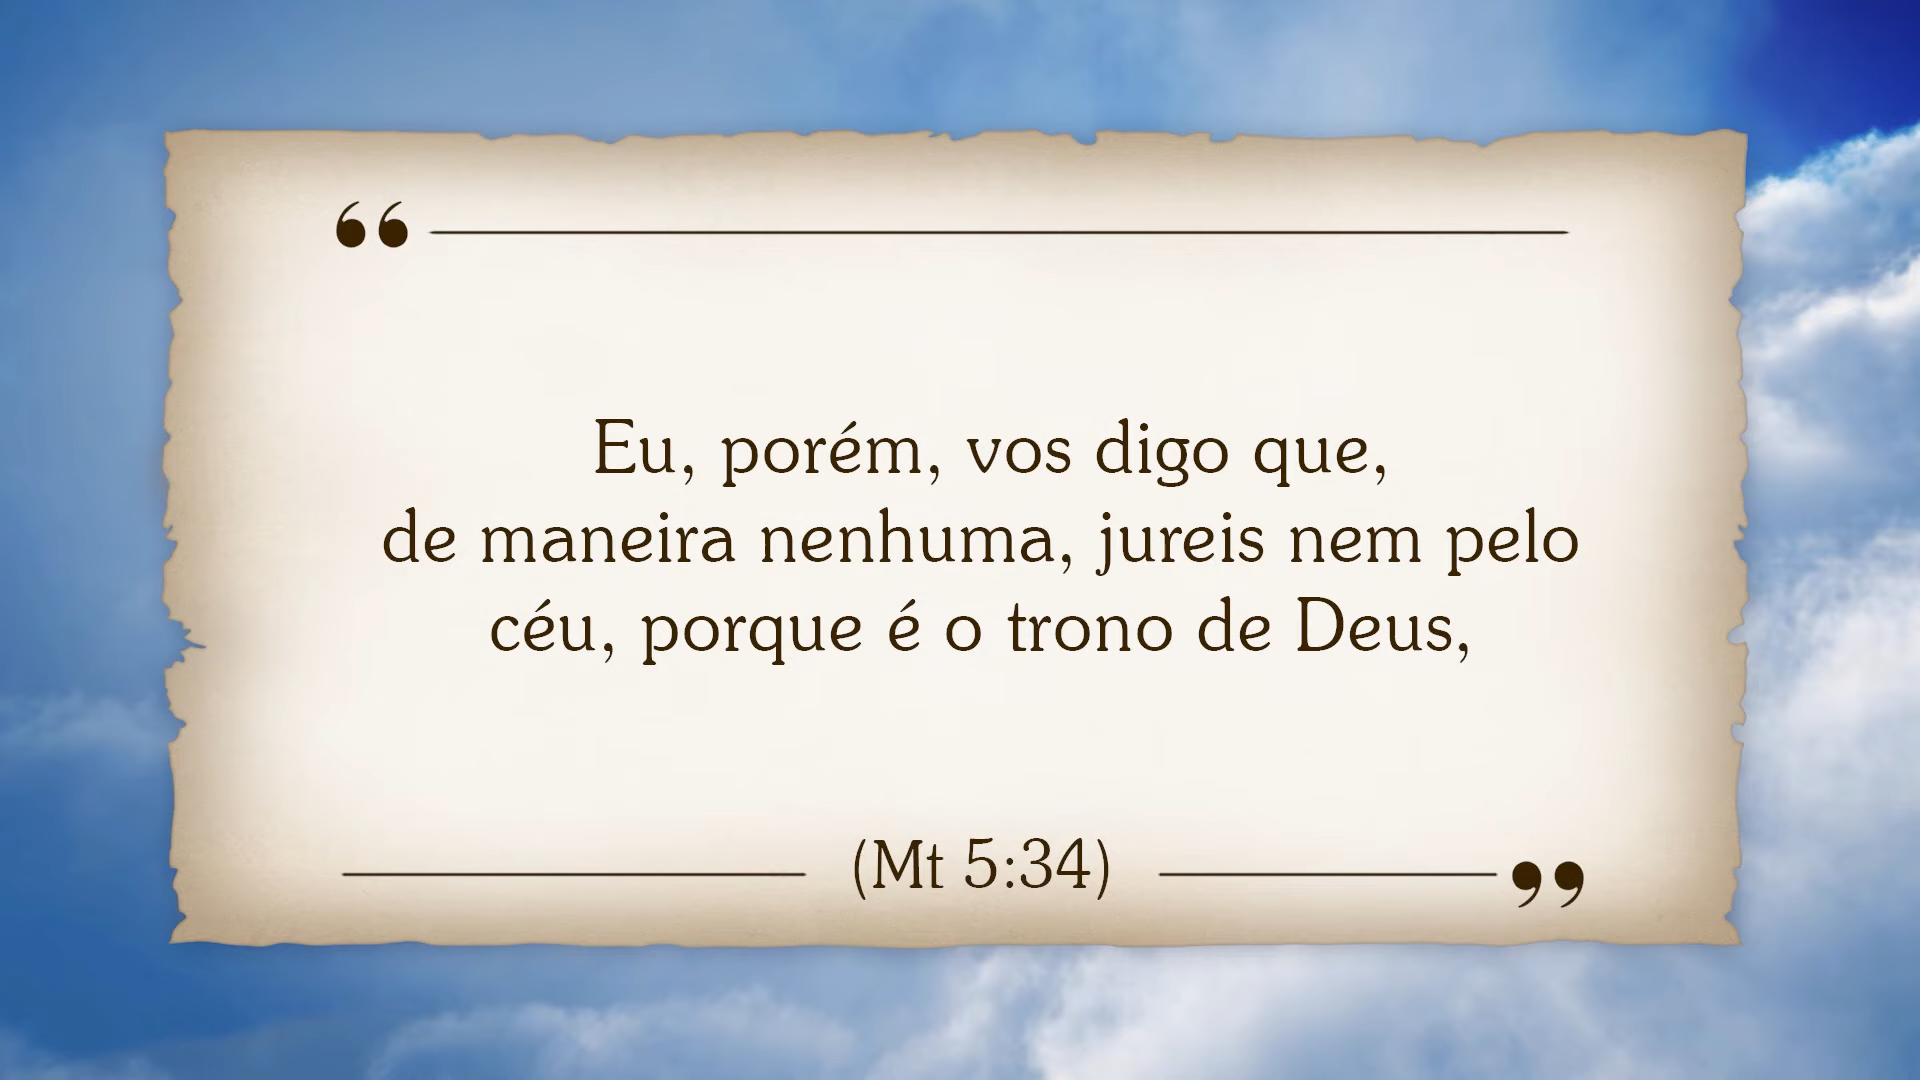 “
Eu, porém, vos digo que,
de maneira nenhuma, jureis nem pelo
céu, porque é o trono de Deus,
(Mt 5:34)
”